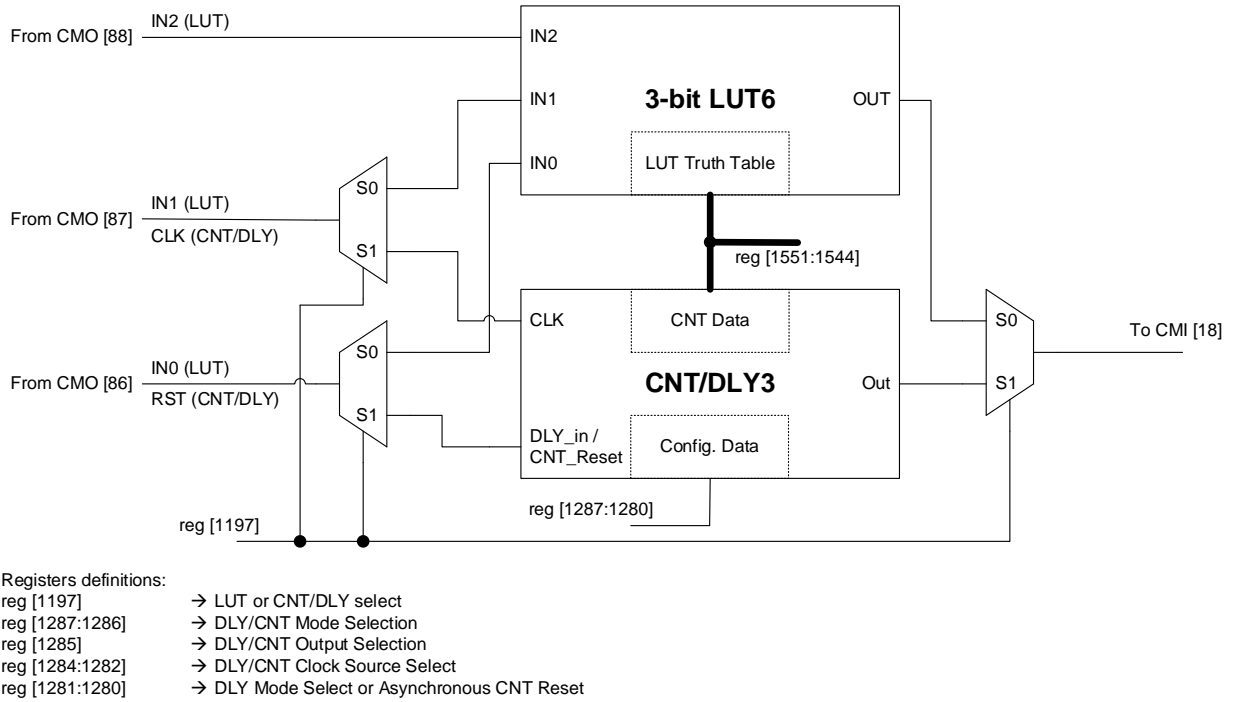 IN2 (LUT)
From CMO [88]
IN2
IN1
3-bit LUT6
OUT
IN0
LUT Truth Table
S0
IN1 (LUT)
From CMO [87]
CLK (CNT/DLY)
S1
reg [1551:1544]
CLK
CNT Data
S0
To CMI [18]
S0
IN0 (LUT)
From CMO [86]
RST (CNT/DLY)
CNT/DLY3
Out
S1
S1
DLY_in /
CNT_Reset
Config. Data
reg [1287:1280]
reg [1197]
Registers definitions:
reg [1197] → LUT or CNT/DLY select
reg [1287:1286] → DLY/CNT Mode Selection
reg [1285] → DLY/CNT Output Selection
reg [1284:1282] → DLY/CNT Clock Source Select
reg [1281:1280] → DLY Mode Select or Asynchronous CNT Reset